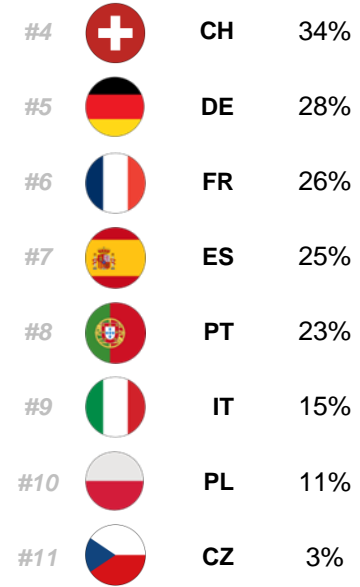 #4 CH 34%
#5 DE 28%
#6 FR 26%
#7 ES 25%
#8 PT 23%
#9 IT 15%
#10 PL 11%
#11 CZ 3%